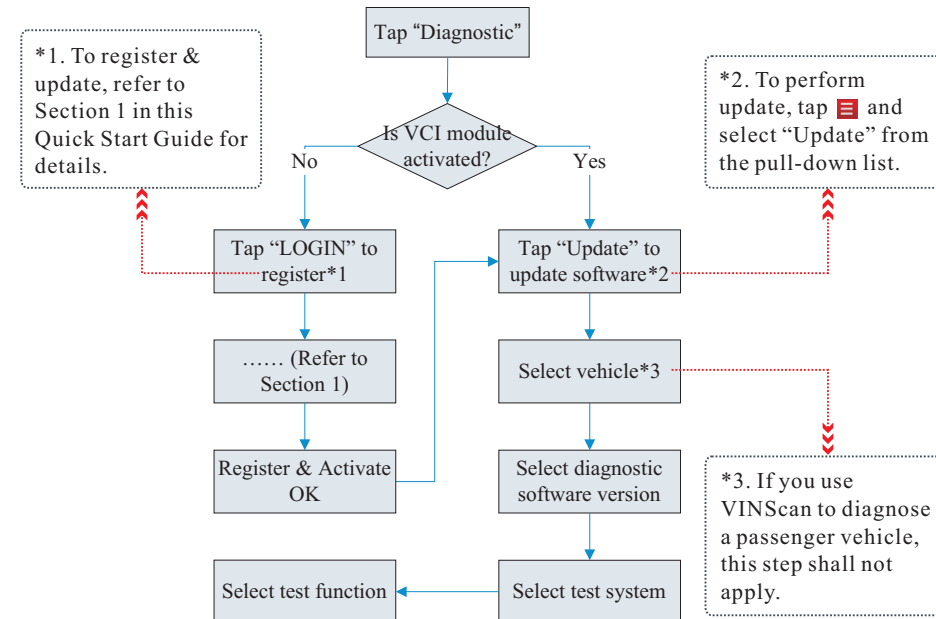 Tap “Diagnostic”
*1. To register &
update, refer to
Section 1 in this
Quick Start Guide for
details.
*2. To perform
update, tap and
select “Update” from
the pull-down list.
Is VCI module
activated?
No
Yes
Tap “LOGIN” to
register*1
Tap “Update” to
update software*2
…… (Refer to
Section 1)
Select vehicle*3
Register & Activate
OK
Select diagnostic
software version
*3. If you use
VINScan to diagnose
a passenger vehicle,
this step shall not
apply.
Select test function
Select test system